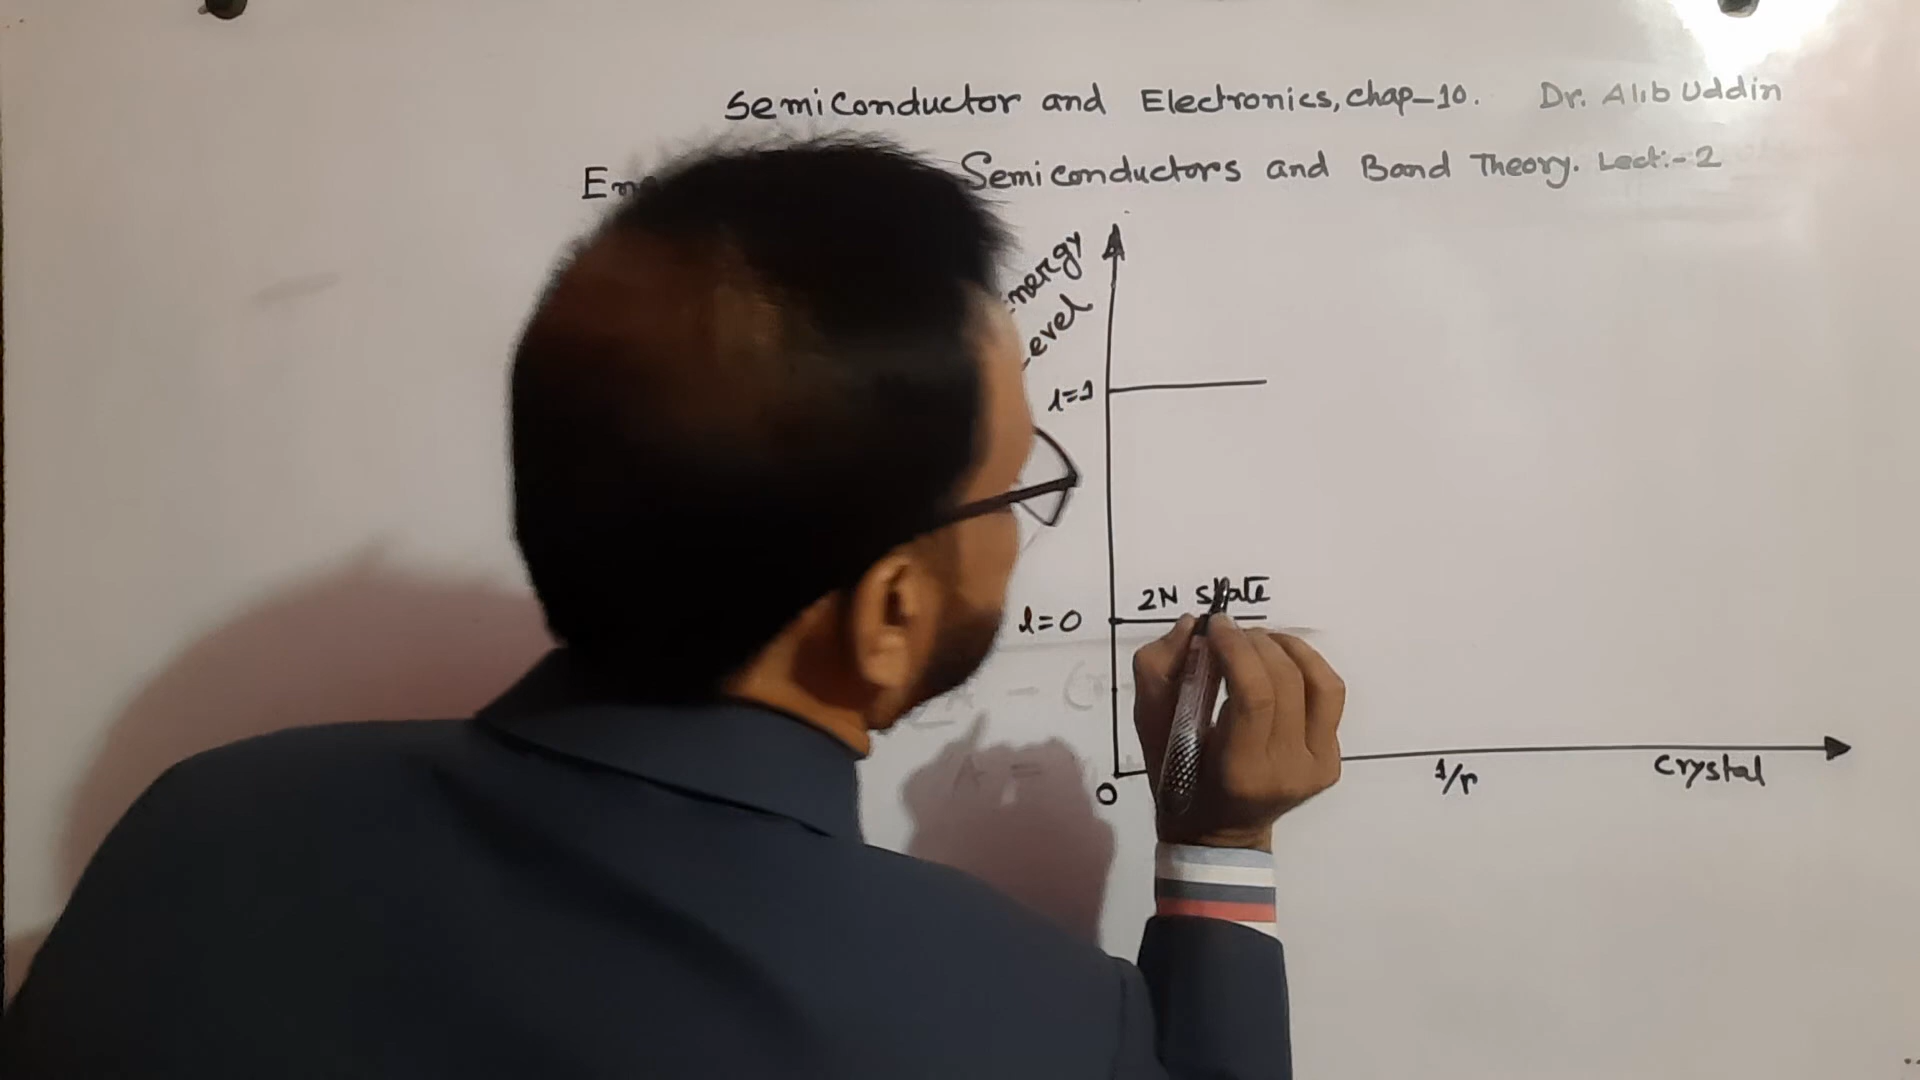 Semiconductor and Electronics, chap-10. Dr. Alib Uddin
Semiconductors and Band Theory. Lect:- 2
Energy
Level
l=1
2N state
l=0
0
1/r
Crystal